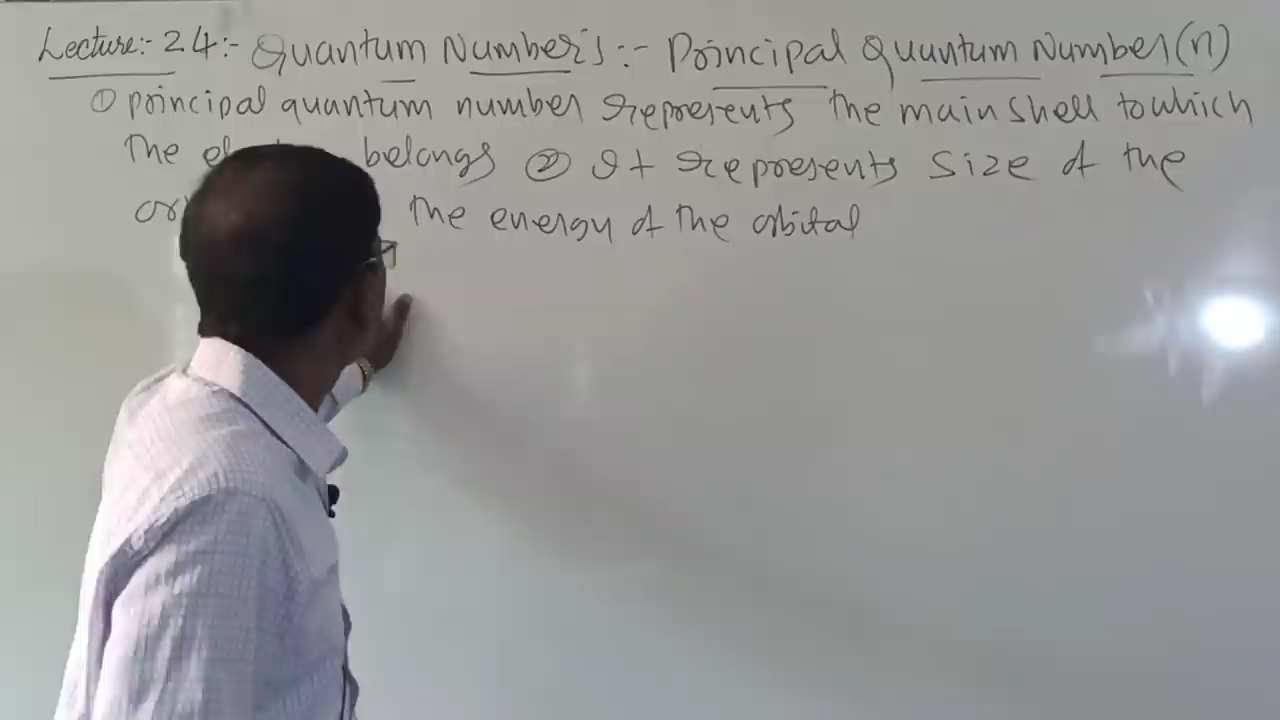 Lecture:- 24:- Quantum Number's:- Principal Quantum Number(n)
① principal quantum number represents the main shell to which
The belongs ② It represents size of the
the energy of the orbital